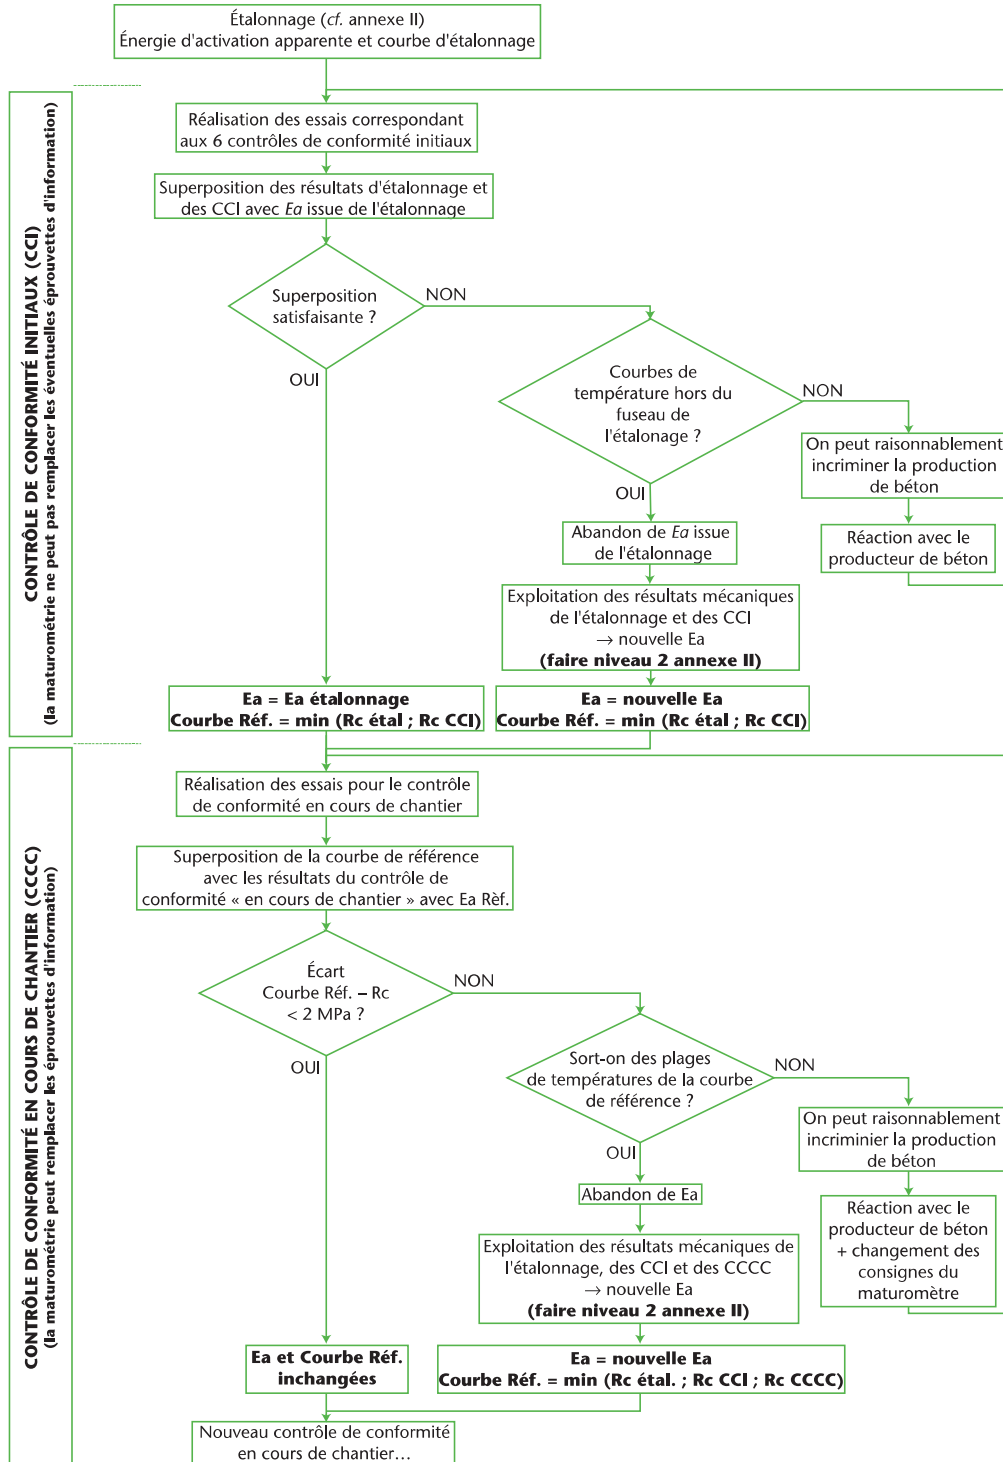 Étalonnage (cf. annexe II)
Énergie d'activation apparente et courbe d'étalonnage
CONTRÔLE DE CONFORMITÉ INITIAUX (CCI)
(la maturométrie ne peut pas remplacer les éventuelles éprouvettes d'information)
Réalisation des essais correspondant
aux 6 contrôles de conformité initiaux
Superposition des résultats d'étalonnage et
des CCI avec Ea issue de l'étalonnage
Superposition
satisfaisante ?
NON
OUI
Courbes de
température hors du
fuseau de
l'étalonage ?
NON
OUI
On peut raisonnablement
incriminer la production
de béton
Réaction avec le
producteur de béton
Abandon de Ea issue
de l'étalonnage
Exploitation des résultats mécaniques
de l'étalonnage et des CCI
→ nouvelle Ea
(faire niveau 2 annexe II)
Ea = Ea étalonnage
Courbe Réf. = min (Rc étal ; Rc CCI)
Ea = nouvelle Ea
Courbe Réf. = min (Rc étal ; Rc CCI)
CONTRÔLE DE CONFORMITÉ EN COURS DE CHANTIER (CCCC)
(la maturométrie peut remplacer les éprouvettes d'information)
Réalisation des essais pour le contrôle
de conformité en cours de chantier
Superposition de la courbe de référence
avec les résultats du contrôle de
conformité « en cours de chantier » avec Ea Rèf.
Écart
Courbe Réf. – Rc
< 2 MPa ?
NON
OUI
Sort-on des plages
de températures de la courbe
de référence ?
NON
OUI
On peut raisonnablement
incriminier la production
de béton
Réaction avec le
producteur de béton
+ changement des
consignes du
maturomètre
Abandon de Ea
Exploitation des résultats mécaniques de
l'étalonnage, des CCI et des CCCC
→ nouvelle Ea
(faire niveau 2 annexe II)
Ea et Courbe Réf.
inchangées
Ea = nouvelle Ea
Courbe Réf. = min (Rc étal. ; Rc CCI ; Rc CCCC)
Nouveau contrôle de conformité
en cours de chantier…